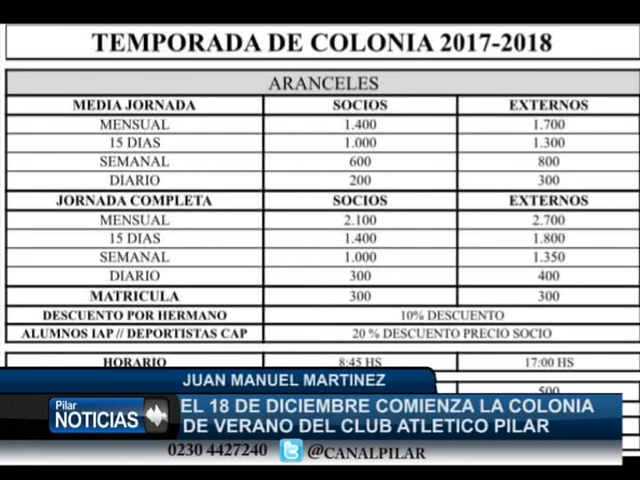 TEMPORADA DE COLONIA 2017-2018
ARANCELES
MEDIA JORNADA SOCIOS EXTERNOS
MENSUAL 1.400 1.700
15 DIAS 1.000 1.300
SEMANAL 600 800
DIARIO 200 300
JORNADA COMPLETA SOCIOS EXTERNOS
MENSUAL 2.100 2.700
15 DIAS 1.400 1.800
SEMANAL 1.000 1.350
DIARIO 300 400
MATRICULA 300 300
DESCUENTO POR HERMANO 10% DESCUENTO
ALUMNOS IAP // DEPORTISTAS CAP 20 % DESCUENTO PRECIO SOCIO
HORARIO 8:45 HS 17:00 HS
500
JUAN MANUEL MARTINEZ
Pilar
NOTICIAS
EL 18 DE DICIEMBRE COMIENZA LA COLONIA
DE VERANO DEL CLUB ATLETICO PILAR
0230 4427240 @CANALPILAR